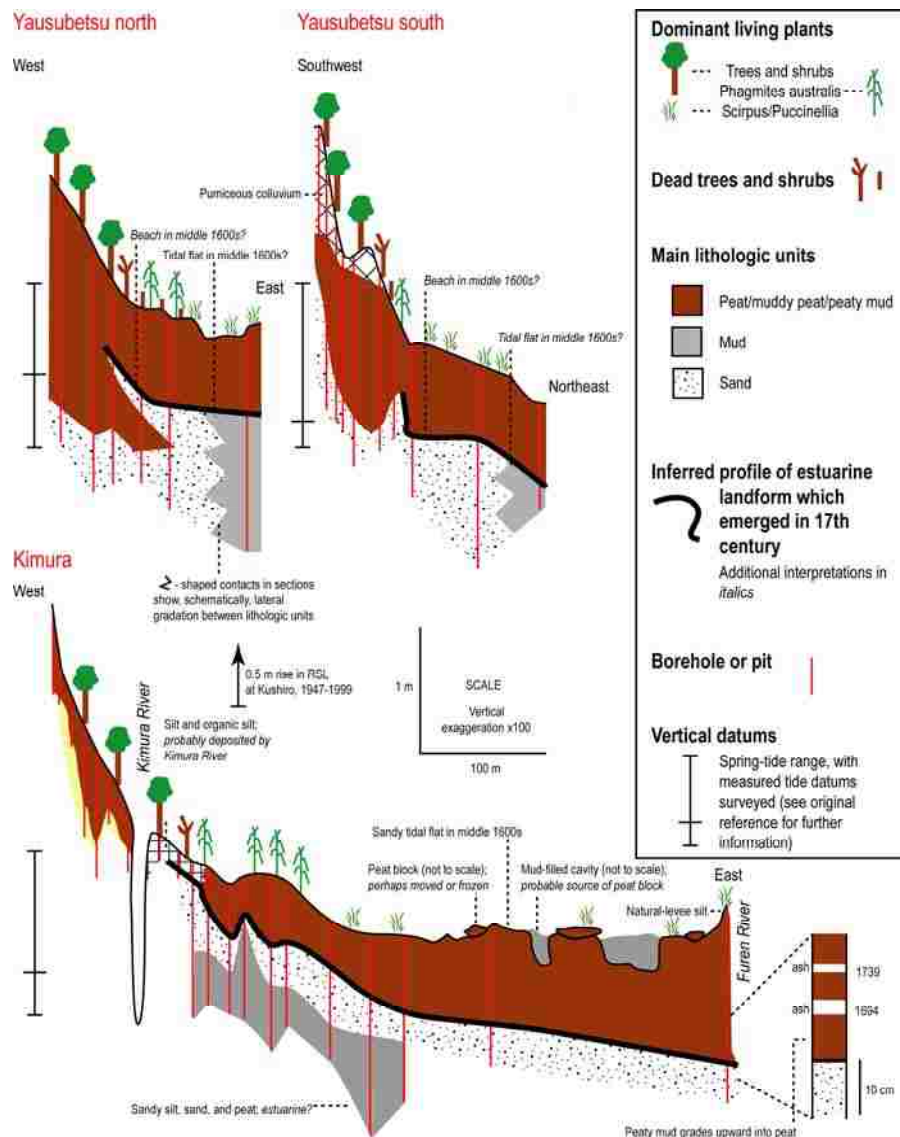 Yausubetsu north
West
Beach in middle 1600s?
Tidal flat in middle 1600s?
East
Yausubetsu south
Southwest
Pumiceous colluvium
Beach in middle 1600s?
Tidal flat in middle 1600s?
Northeast
- shaped contacts in sections
show, schematically, lateral
gradation between lithologic units
0.5 m rise in RSL
at Kushiro, 1947-1999
1 m
SCALE
Vertical
exaggeration x100
100 m
Kimura
West
Kimura River
Silt and organic silt;
probably deposited by
Kimura River
Sandy tidal flat in middle 1600s
Peat block (not to scale);
perhaps moved or frozen
Mud-filled cavity (not to scale);
probable source of peat block
East
Natural-levee silt
Furen River
Sandy silt, sand, and peat; estuarine?
ash
1739
ash
1694
10 cm
Peaty mud grades upward into peat
Dominant living plants
Trees and shrubs
Phagmites australis
Scirpus/Puccinellia
Dead trees and shrubs
Main lithologic units
Peat/muddy peat/peaty mud
Mud
Sand
Inferred profile of estuarine
landform which
emerged in 17th
century
Additional interpretations in
italics
Borehole or pit
Vertical datums
Spring-tide range, with
measured tide datums
surveyed (see original
reference for further
information)